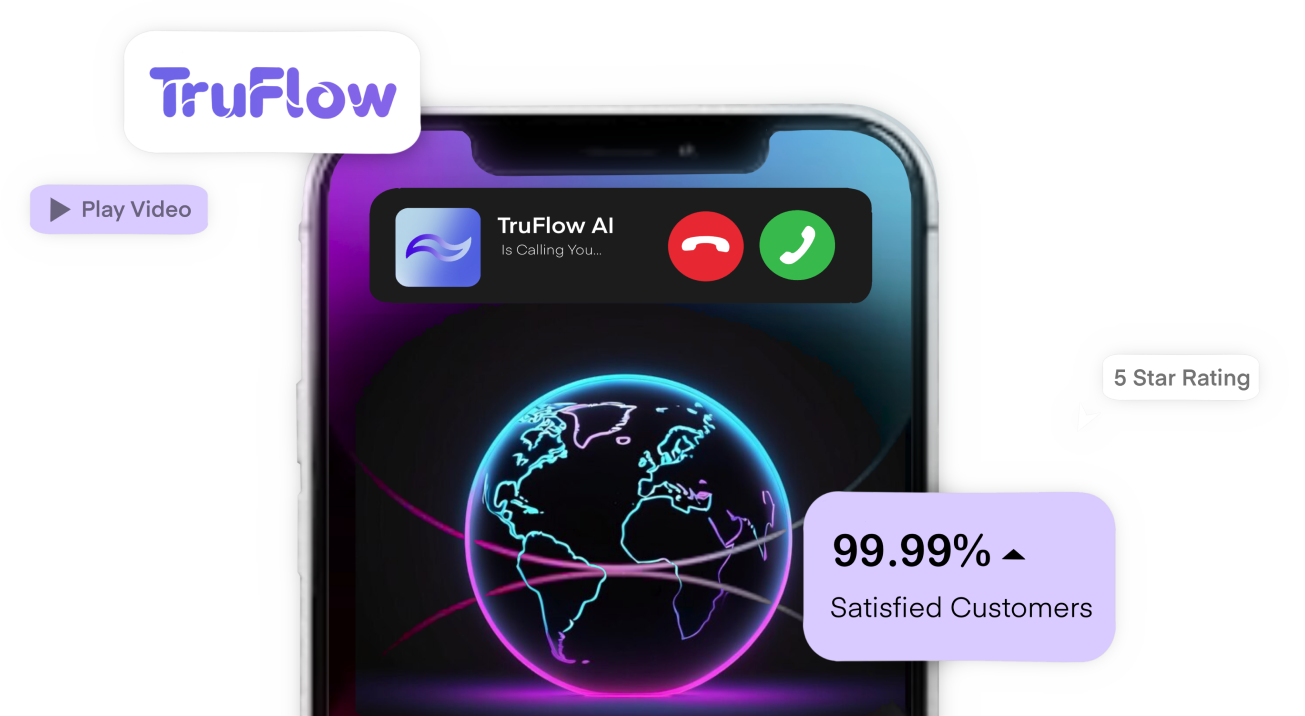 TruFlow
Play Video
TruFlow AI
Is Calling You...
5 Star Rating
99.99%
Satisfied Customers